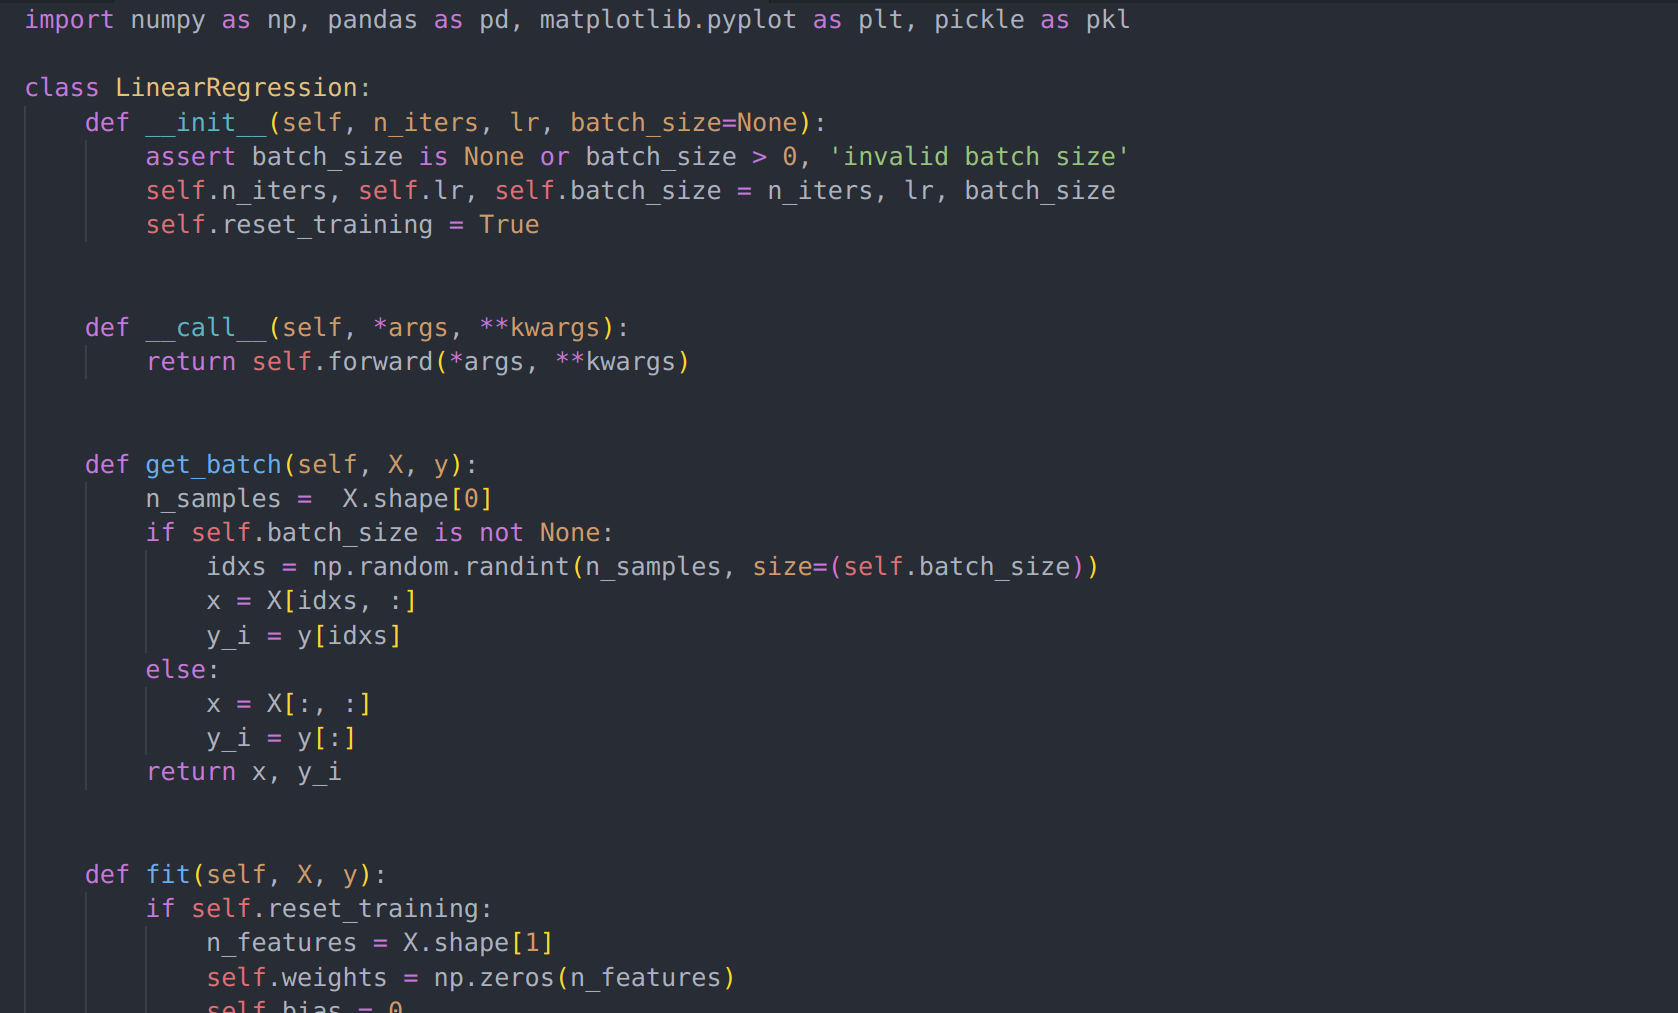 import numpy as np, pandas as pd, matplotlib.pyplot as plt, pickle as pkl
class LinearRegression:
def __init__(self, n_iters, lr, batch_size=None):
assert batch_size is None or batch_size > 0, 'invalid batch size'
self.n_iters, self.lr, self.batch_size = n_iters, lr, batch_size
self.reset_training = True
def __call__(self, *args, **kwargs):
return self.forward(*args, **kwargs)
def get_batch(self, X, y):
n_samples =  X.shape[0]
if self.batch_size is not None:
idxs = np.random.randint(n_samples, size=(self.batch_size))
x = X[idxs, :]
y_i = y[idxs]
else:
x = X[:, :]
y_i = y[:]
return x, y_i
def fit(self, X, y):
if self.reset_training:
n_features = X.shape[1]
self.weights = np.zeros(n_features)
self.bias = 0